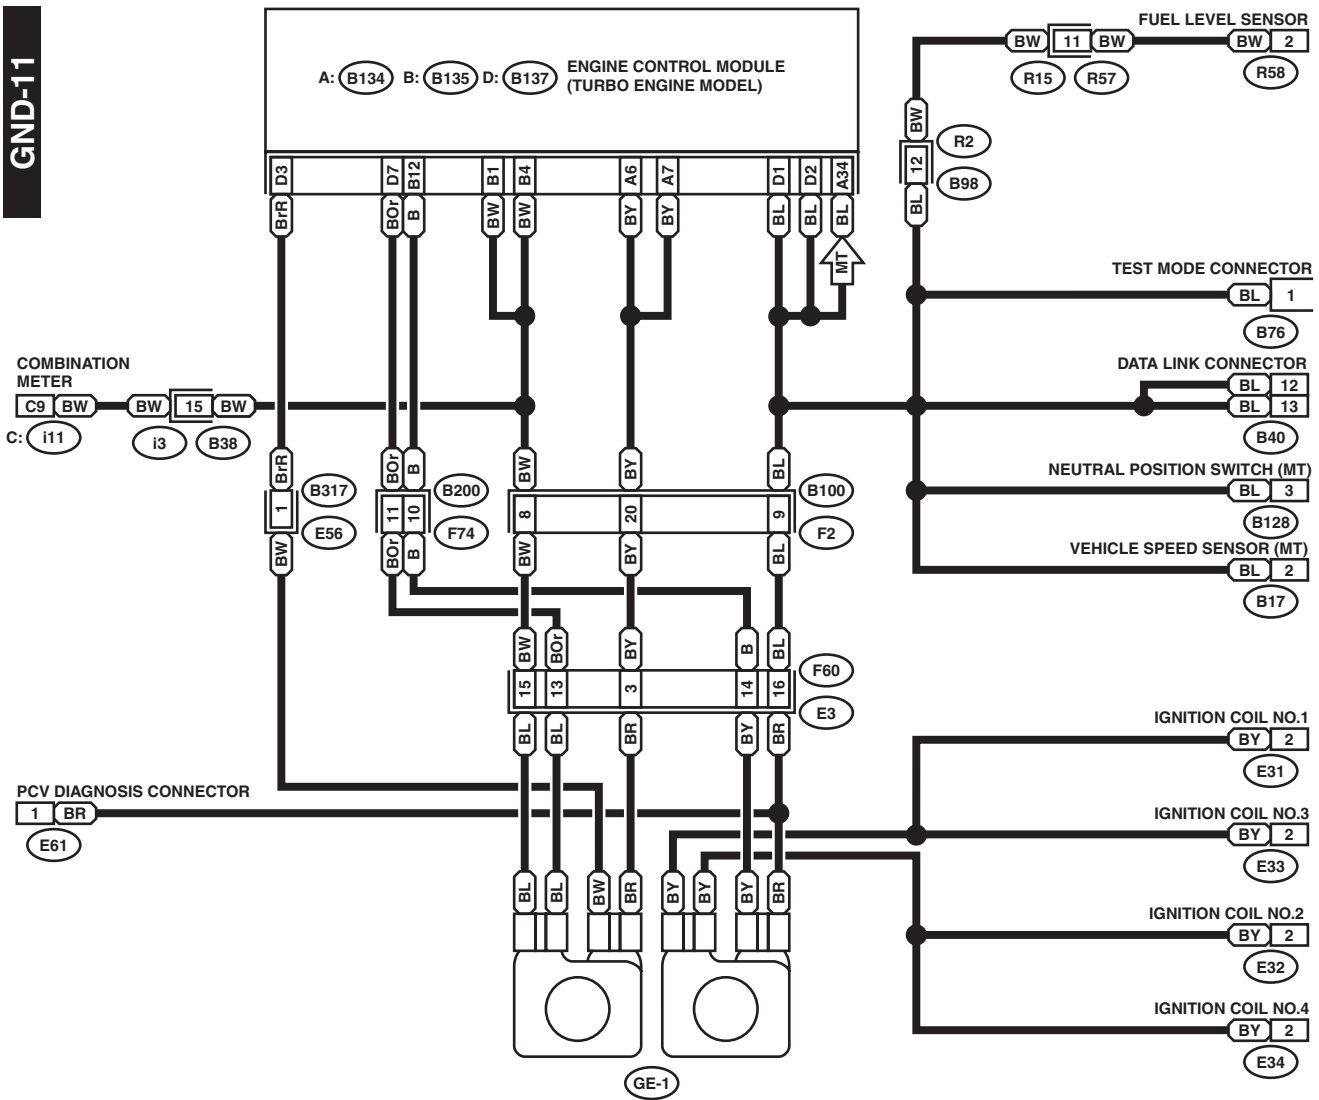 GND-11
A: B134 B: B135 D: B137 ENGINE CONTROL MODULE
(TURBO ENGINE MODEL)
FUEL LEVEL SENSOR
BW 11 BW BW 2
R15 R57 R58
BW
R2
12
B98
BL
D3 D7 B12 B1 B4 A6 A7 D1 D2 A34
BrR BOr B BW BW BY BY BL BL BL
MT
TEST MODE CONNECTOR
BL 1
B76
COMBINATION
METER
C9 BW BW 15 BW
C: i11 i3 B38
DATA LINK CONNECTOR
BL 12
BL 13
B40
BrR BOr B BW BY BL
B317 B200 B100
1 11 10 8 20 9
E56 F74 F2
BW BOr B BW BY BL
NEUTRAL POSITION SWITCH (MT)
BL 3
B128
VEHICLE SPEED SENSOR (MT)
BL 2
B17
BW BOr BY B BL
F60
15 13 3 14 16
E3
BL BL BR BY BR
IGNITION COIL NO.1
BY 2
E31
PCV DIAGNOSIS CONNECTOR
1 BR
E61
IGNITION COIL NO.3
BY 2
E33
BL BL BW BR BY BY BY BR
IGNITION COIL NO.2
BY 2
E32
IGNITION COIL NO.4
BY 2
E34
GE-1